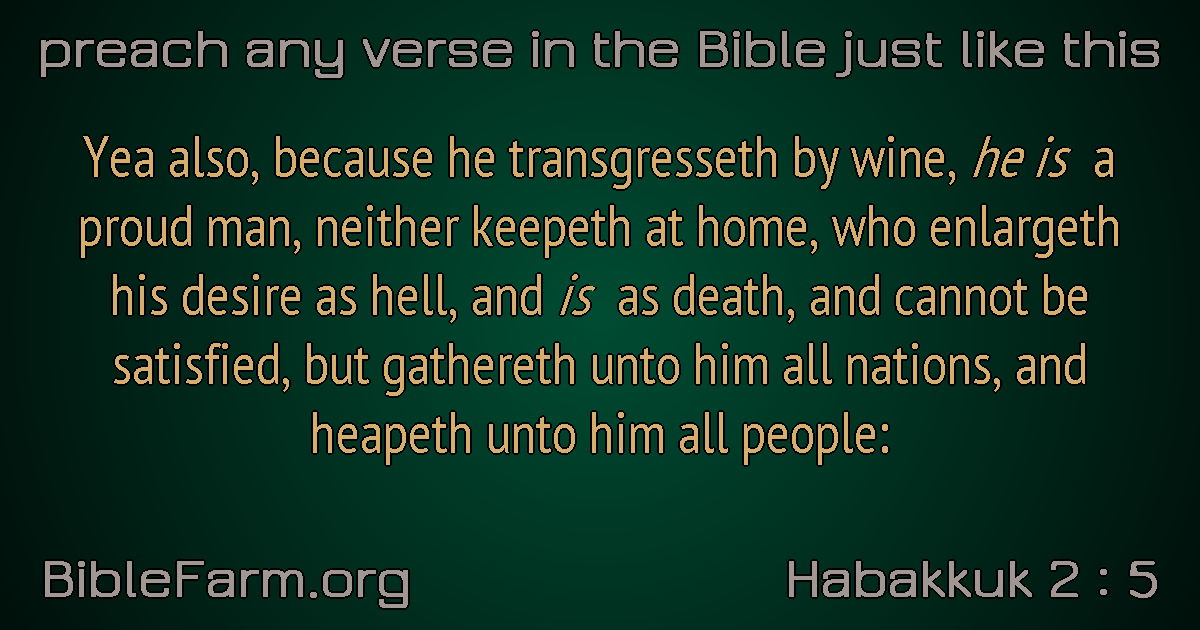 preach any verse in the Bible just like this
Yea also, because he transgresseth by wine, he is a
proud man, neither keepeth at home, who enlargeth
his desire as hell, and is as death, and cannot be
satisfied, but gathereth unto him all nations, and
heapeth unto him all people:
BibleFarm.org
Habakkuk 2 : 5